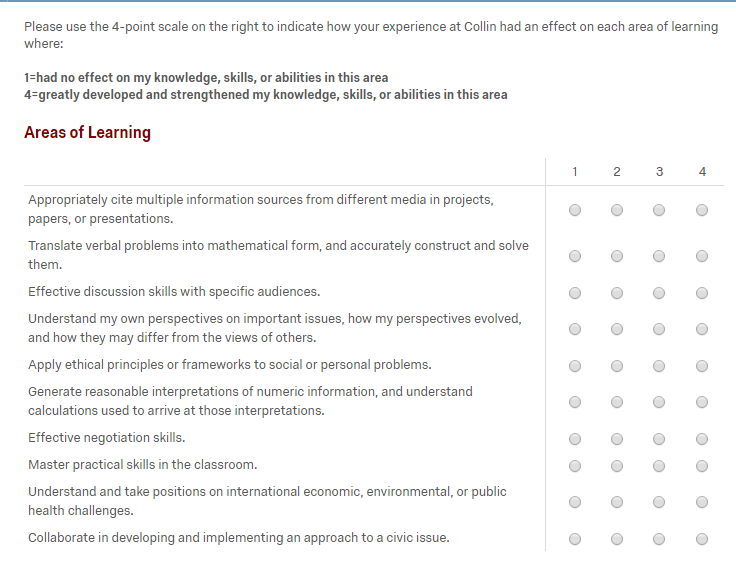 Please use the 4-point scale on the right to indicate how your experience at Collin had an effect on each area of learning
where:
1=had no effect on my knowledge, skills, or abilities in this area
4=greatly developed and strengthened my knowledge, skills, or abilities in this area
Areas of Learning
1 2 3 4
Appropriately cite multiple information sources from different media in projects,
papers, or presentations.
Translate verbal problems into mathematical form, and accurately construct and solve
them.
Effective discussion skills with specific audiences.
Understand my own perspectives on important issues, how my perspectives evolved,
and how they may differ from the views of others.
Apply ethical principles or frameworks to social or personal problems.
Generate reasonable interpretations of numeric information, and understand
calculations used to arrive at those interpretations.
Effective negotiation skills.
Master practical skills in the classroom.
Understand and take positions on international economic, environmental, or public
health challenges.
Collaborate in developing and implementing an approach to a civic issue.